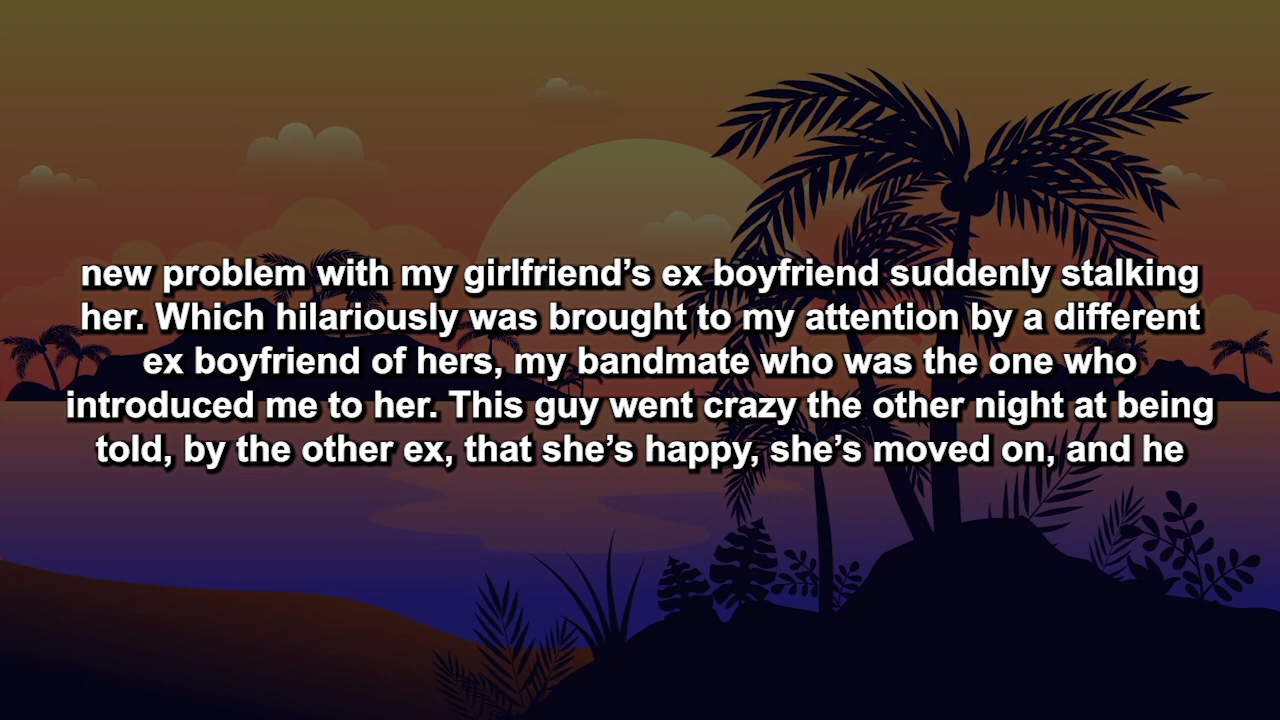 new problem with my girlfriend’s ex boyfriend suddenly stalking
her. Which hilariously was brought to my attention by a different
ex boyfriend of hers, my bandmate who was the one who
introduced me to her. This guy went crazy the other night at being
told, by the other ex, that she’s happy, she’s moved on, and he